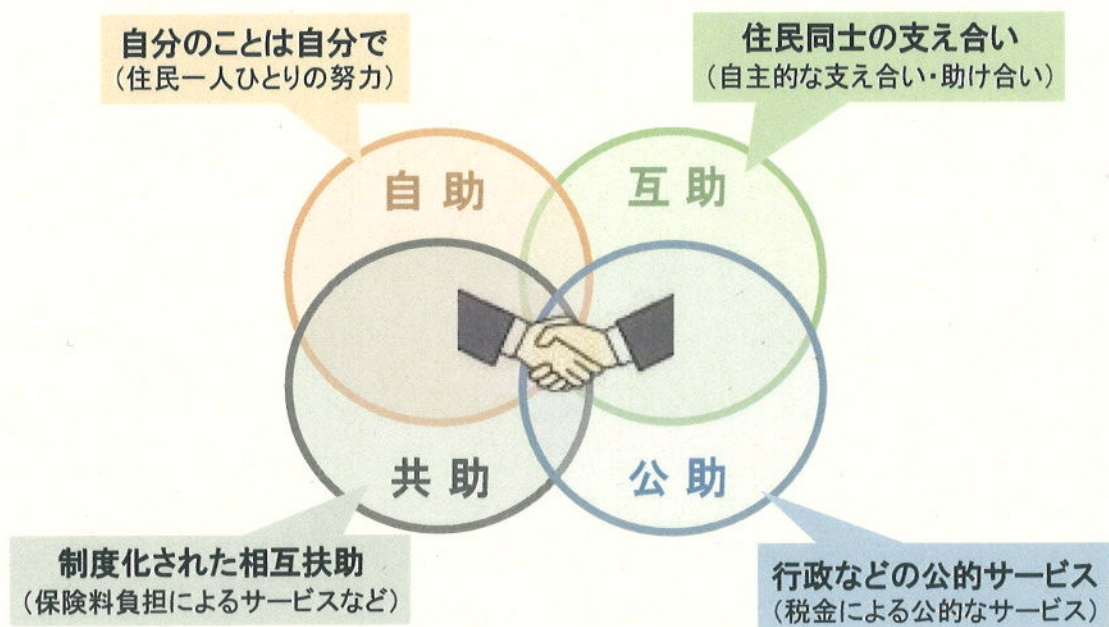 自分のことは自分で
(住民一人ひとりの努力)
住民同士の支え合い
(自主的な支え合い・助け合い)
自助
互助
共助
公助
制度化された相互扶助
(保険料負担によるサービスなど)
行政などの公的サービス
(税金による公的なサービス)